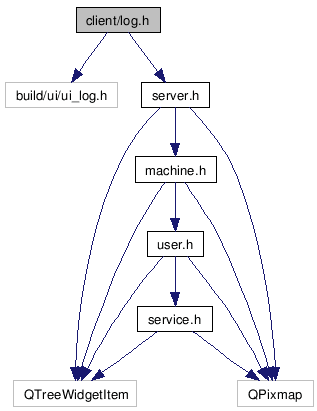 client/log.h
build/ui/ui_log.h
server.h
machine.h
user.h
service.h
QTreeWidgetItem
QPixmap